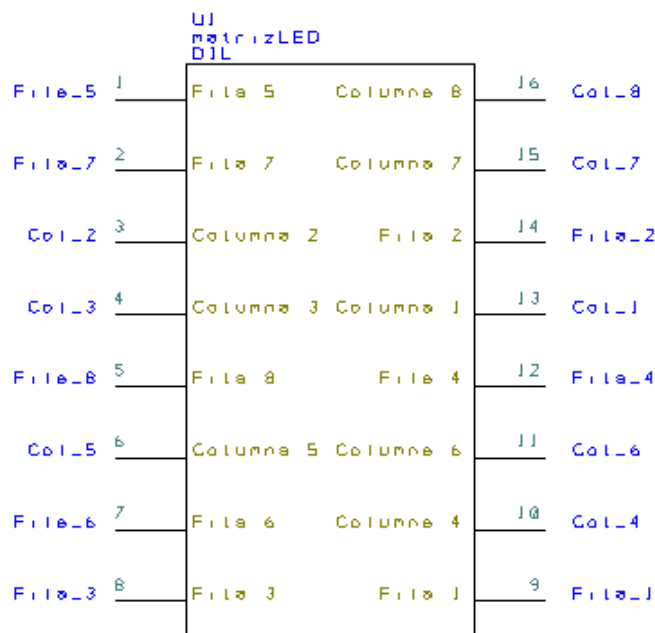 U1
matrizLED
DIL
Fila_5 1 Fila 5 Columna 8 16 Col_8
Fila_7 2 Fila 7 Columna 7 15 Col_7
Col_2 3 Columna 2 Fila 2 14 Fila_2
Col_3 4 Columna 3 Columna 1 13 Col_1
Fila_8 5 Fila 8 Fila 4 12 Fila_4
Col_5 6 Columna 5 Columna 6 11 Col_6
Fila_6 7 Fila 6 Columna 4 10 Col_4
Fila_3 8 Fila 3 Fila 1 9 Fila_1